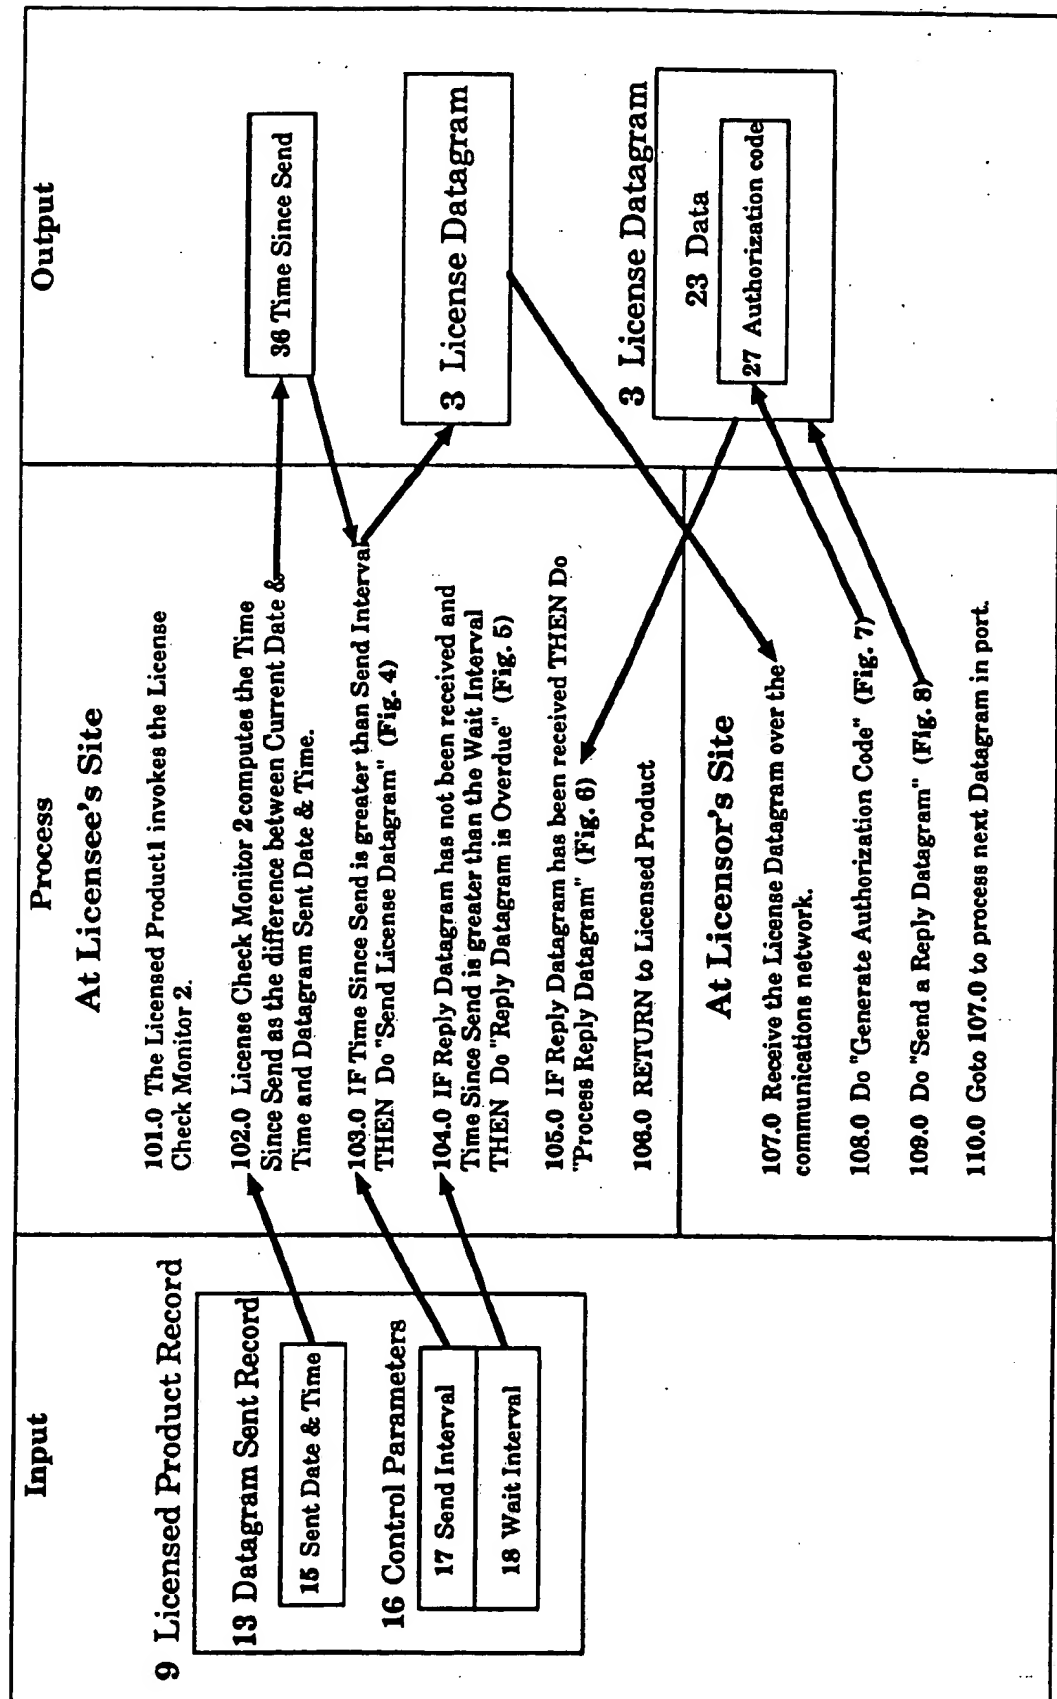 Input
9 Licensed Product Record
13 Datagram Sent Record
15 Sent Date & Time
16 Control Parameters
17 Send Interval
18 Wait Interval
Process
At Licensee's Site
101.0 The Licensed Product1 invokes the License
Check Monitor 2.
102.0 License Check Monitor 2 computes the Time
Since Send as the difference between Current Date &
Time and Datagram Sent Date & Time.
103.0 IF Time Since Send is greater than Send Interval
THEN Do "Send License Datagram" (Fig. 4)
104.0 IF Reply Datagram has not been received and
Time Since Send is greater than the Wait Interval
THEN Do "Reply Datagram is Overdue" (Fig. 5)
105.0 IF Reply Datagram has been received THEN Do
"Process Reply Datagram" (Fig. 6)
106.0 RETURN to Licensed Product
At Licensor's Site
107.0 Receive the License Datagram over the
communications network.
108.0 Do "Generate Authorization Code" (Fig. 7)
109.0 Do "Send a Reply Datagram" (Fig. 8)
110.0 Goto 107.0 to process next Datagram in port.
Output
36 Time Since Send
3 License Datagram
3 License Datagram
23 Data
27 Authorization code